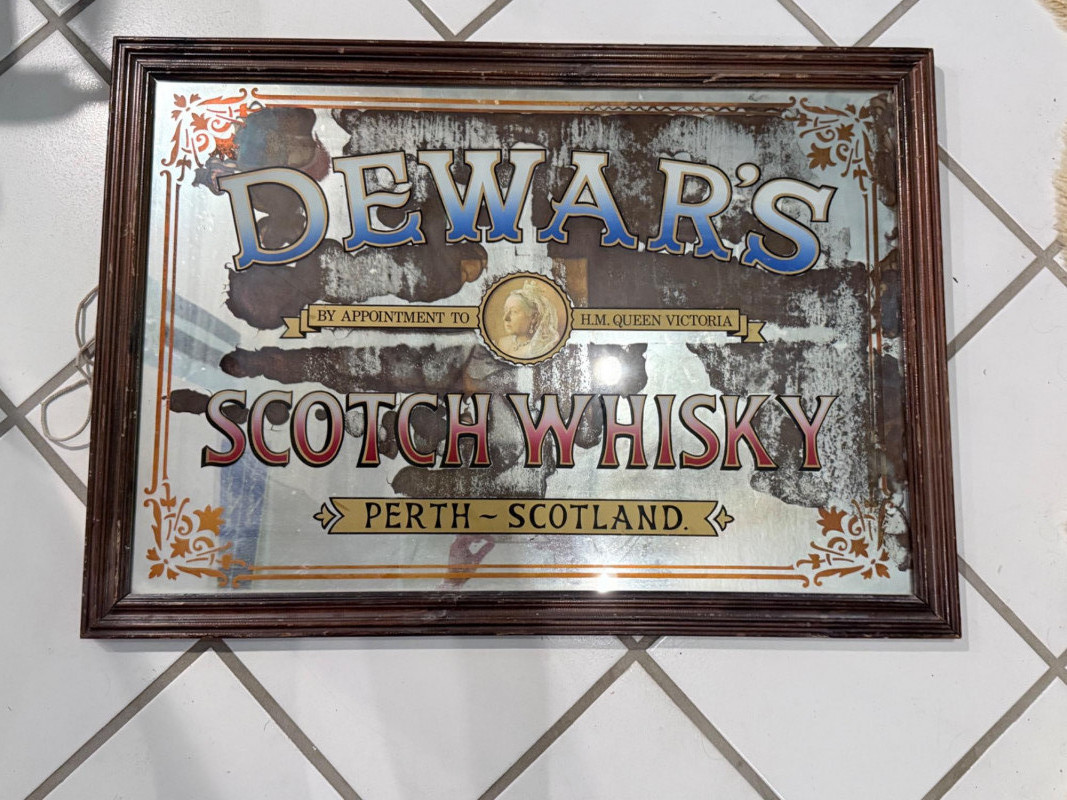 DEWAR'S
BY APPOINTMENT TO H.M. QUEEN VICTORIA
SCOTCH WHISKY
PERTH ~ SCOTLAND.